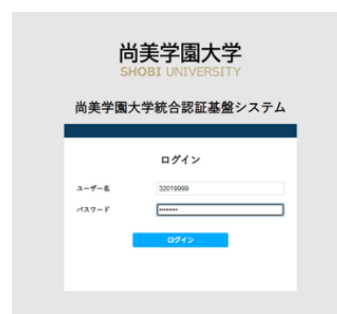 尚美学園大学
SHOBI UNIVERSITY
尚美学園大学統合認証基盤システム
ログイン
ユーザー名 32019999
パスワード ••••••••
ログイン